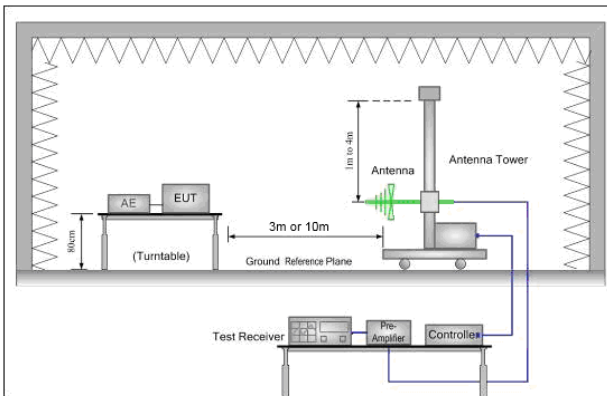 1m to 4m
Antenna
Antenna Tower
AE
EUT
80cm
(Turntable)
3m or 10m
Ground Reference Plane
Test Receiver
Pre-
Amplifier
Controller